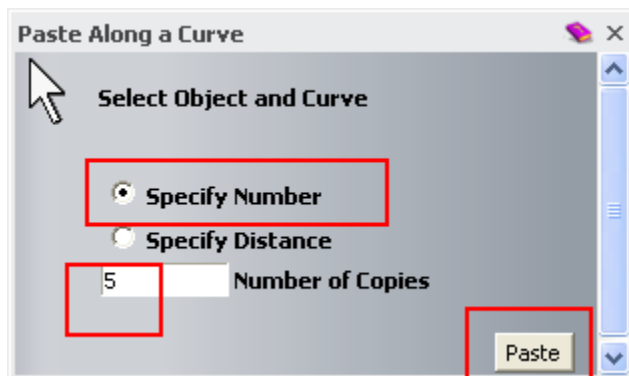 Paste Along a Curve
Select Object and Curve
Specify Number
Specify Distance
5 Number of Copies
Paste